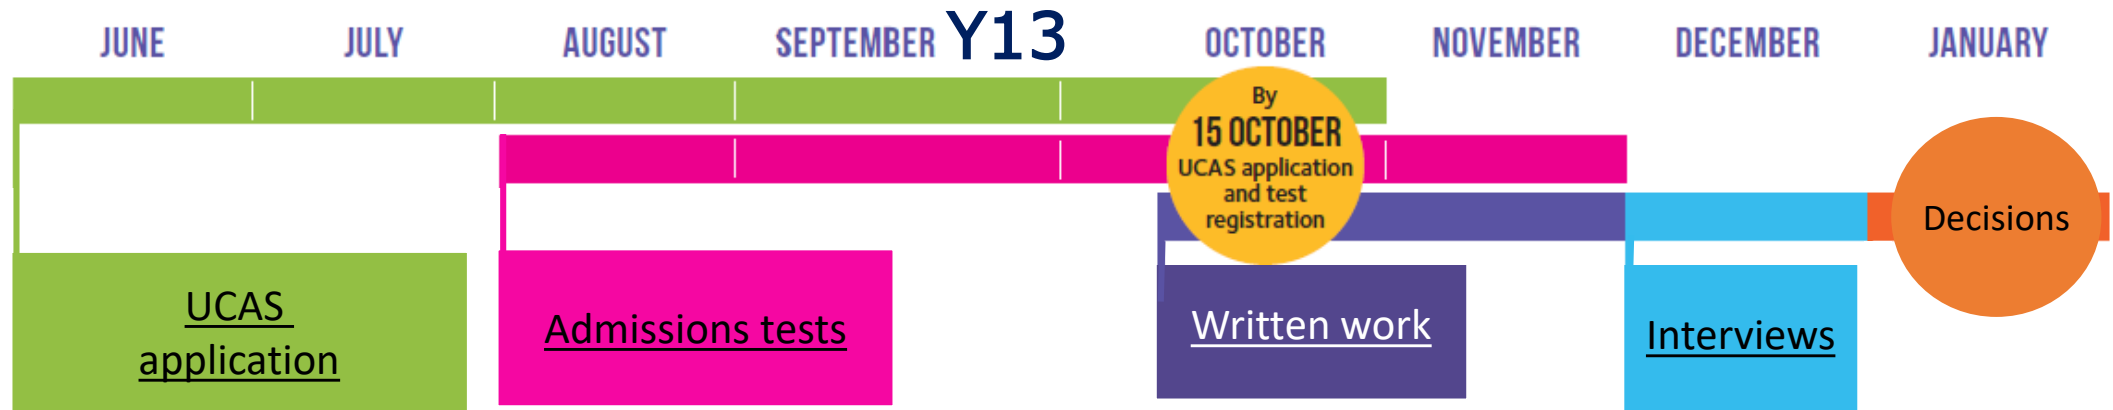 JUNE JULY AUGUST SEPTEMBER Y13 OCTOBER NOVEMBER DECEMBER JANUARY
By
15 OCTOBER
UCAS application
and test
registration
Decisions
UCAS
application
Admissions tests
Written work
Interviews